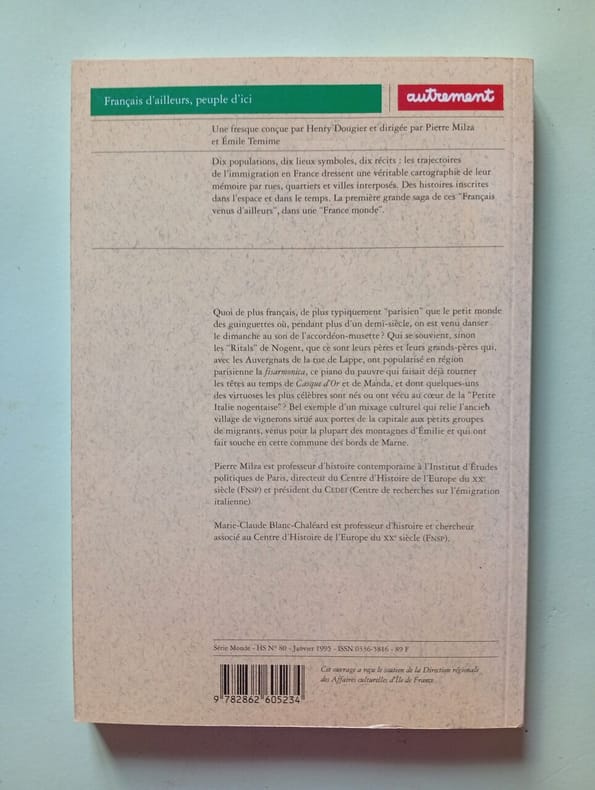 Français d'ailleurs, peuple d'ici
autrement
Une fresque conçue par Henry Dougier et dirigée par Pierre Milza
et Émile Temime
Dix populations, dix lieux symboles, dix récits : les trajectoires
de l'immigration en France dressent une véritable cartographie de leur
mémoire par rues, quartiers et villes interposés. Des histoires inscrites
dans l'espace et dans le temps. La première grande saga de ces "Français
venus d'ailleurs", dans une "France monde".
Quoi de plus français, de plus typiquement "parisien" que le petit monde
des guinguettes où, pendant plus d'un demi-siècle, on est venu danser
le dimanche au son de l'accordéon-musette ? Qui se souvient, sinon
les "Ritals" de Nogent, que ce sont leurs pères et leurs grands-pères qui,
avec les Auvergnats de la rue de Lappe, ont popularisé en région
parisienne la fisarmonica, ce piano du pauvre qui faisait déjà tourner
les têtes au temps de Casque d'Or et de Manda, et dont quelques-uns
des virtuoses les plus célèbres sont nés ou ont vécu au cœur de la "Petite
Italie nogentaise" ? Bel exemple d'un mixage culturel qui relie l'ancien
village de vignerons situé aux portes de la capitale aux petits groupes
de migrants, venus pour la plupart des montagnes d'Émilie et qui ont
fait souche en cette commune des bords de Marne.
Pierre Milza est professeur d'histoire contemporaine à l'Institut d'Études
politiques de Paris, directeur du Centre d'Histoire de l'Europe du XXe
siècle (FNSP) et président du CEDEI (Centre de recherches sur l'émigration
italienne).
Marie-Claude Blanc-Chaléard est professeur d'histoire et chercheur
associé au Centre d'Histoire de l'Europe du XXe siècle (FNSP).
Série Monde - HS N° 80 - Janvier 1995 - ISSN 0336-5816 - 89 F
Cet ouvrage a reçu le soutien de la Direction régionale
des Affaires culturelles d'Île de France
9 782862 605234